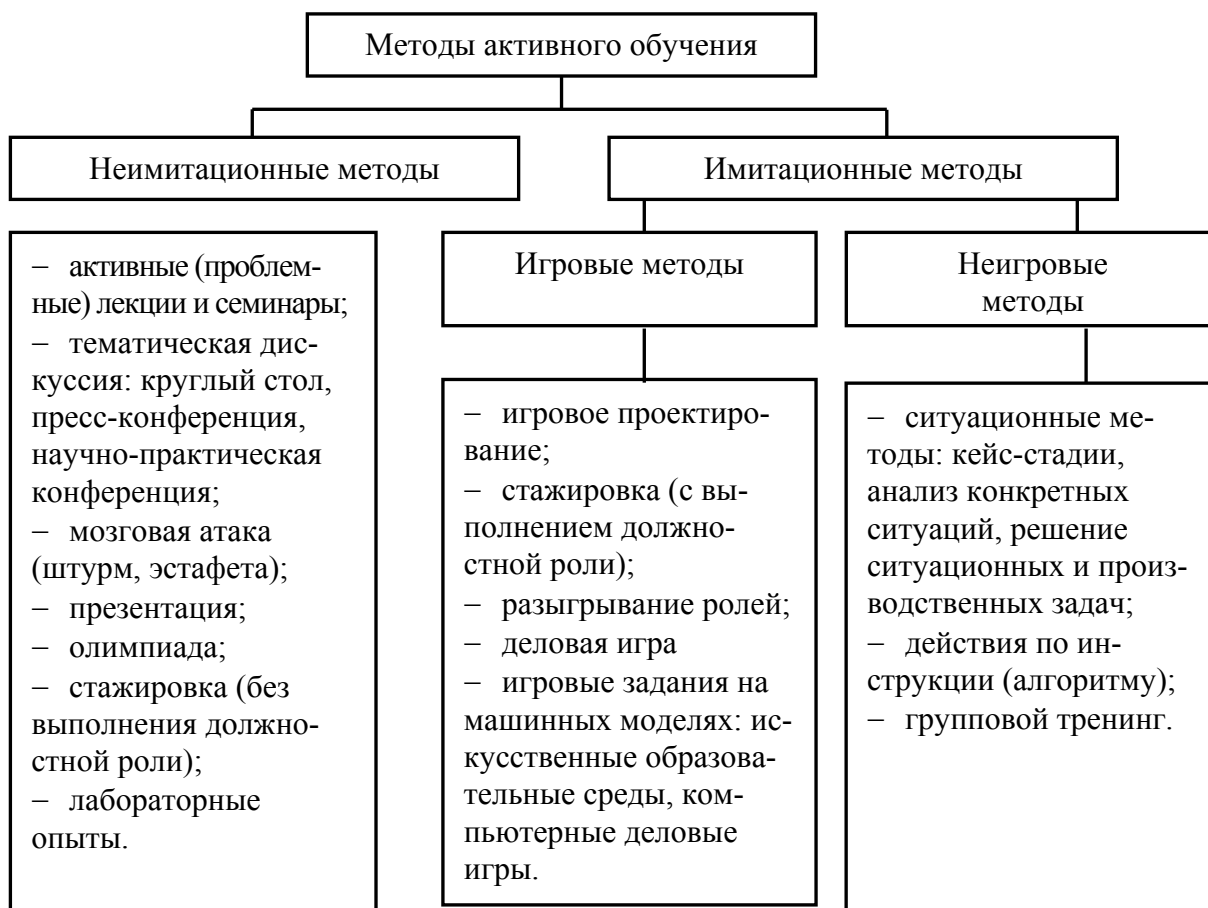 Методы активного обучения
Неимитационные методы
Имитационные методы
− активные (проблем-
ные) лекции и семинары;
− тематическая дис-
куссия: круглый стол,
пресс-конференция,
научно-практическая
конференция;
− мозговая атака
(штурм, эстафета);
− презентация;
− олимпиада;
− стажировка (без
выполнения должно-
стной роли);
− лабораторные
опыты.
Игровые методы
− игровое проектиро-
вание;
− стажировка (с вы-
полнением должно-
стной роли);
− разыгрывание ролей;
− деловая игра
− игровые задания на
машинных моделях: ис-
кусственные образова-
тельные среды, ком-
пьютерные деловые
игры.
Неигровые
методы
− ситуационные ме-
тоды: кейс-стадии,
анализ конкретных
ситуаций, решение
ситуационных и произ-
водственных задач;
− действия по ин-
струкции (алгоритму);
− групповой тренинг.